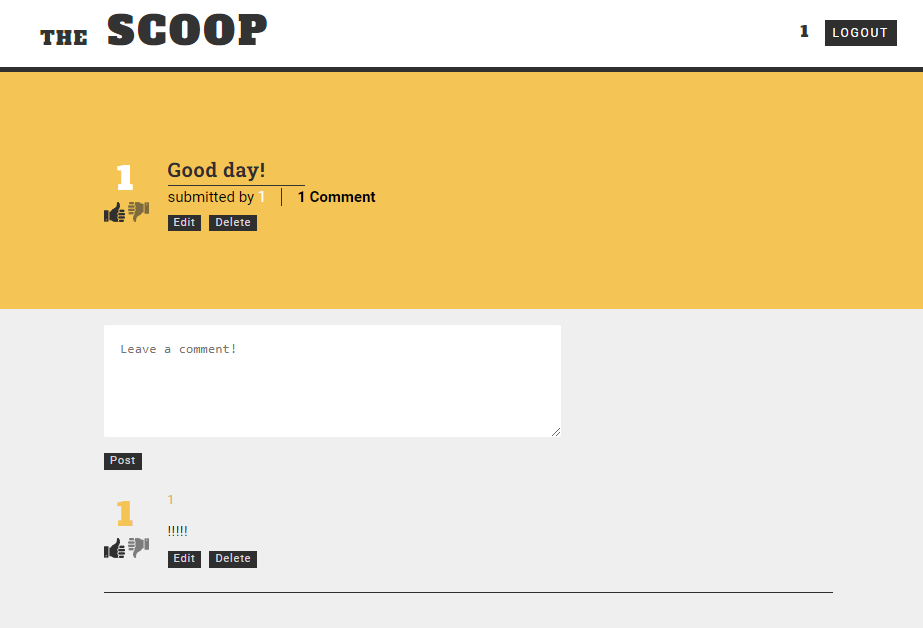 THE SCOOP
1 LOGOUT
1
Good day!
submitted by 1 | 1 Comment
Edit Delete
Leave a comment!
Post
1
1
!!!!!
Edit Delete